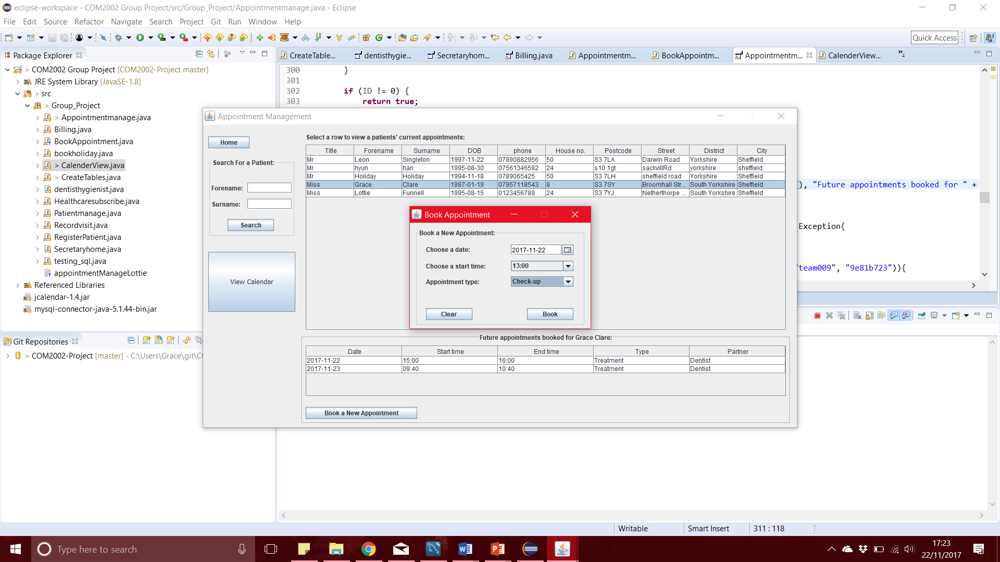 eclipse-workspace - COM2002 Group Project/src/Group_Project/Appointmentmanage.java - Eclipse
File Edit Source Refactor Navigate Search Project Git Run Window Help
Quick Access
Package Explorer
CreateTable... dentisthygie... Secretaryhom... Billing.java Appointmentm... BookAppointm... Appointmentm... CalenderView... »4
> COM2002 Group Project [COM2002-Project master]
JRE System Library [JavaSE-1.8]
> src
> Group_Project
> Appointmentmanage.java
Billing.java
BookAppointment.java
bookholiday.java
> CalenderView.java
> CreateTables.java
dentisthygienist.java
Healthcaresubscribe.java
Patientmanage.java
Recordvisit.java
RegisterPatient.java
Secretaryhome.java
testing_sql.java
appointmentManageLottie
Referenced Libraries
jcalendar-1.4.jar
mysql-connector-java-5.1.44-bin.jar
300 }
301
302 if (ID != 0) {
303 return true;
), "Future appointments booked for " +
Exception{
team009", "9e81b723")){
Appointment Management
Home
Search For a Patient:
Forename:
Surname:
Search
View Calendar
Select a row to view a patients' current appointments:
Title Forename Surname DOB phone House no. Postcode Street District City
Mr Leon Singleton 1997-11-22 07890882956 50 S3 7LA Darwin Road Yorkshire Sheffield
Mr hyun han 1995-08-30 07561346592 24 s10 1gt sackvillRd yorkshire sheffield
Mr Holiday Holiday 1994-11-18 0789065425 50 S3 7LH sheffield road Yorkshire Sheffield
Miss Grace Clare 1997-01-19 07957118543 8 S3 7SY Broomhall Str... South Yorkshire Sheffield
Miss Lottie Funnell 1995-08-15 0123456789 24 S3 7YJ Netherthorpe ... South Yorkshire Sheffield
Book Appointment
Book a New Appointment:
Choose a date: 2017-11-22
Choose a start time: 13:00
Appointment type: Check-up
Clear Book
Future appointments booked for Grace Clare:
Date Start time End time Type Partner
2017-11-22 15:00 16:00 Treatment Dentist
2017-11-23 09:40 10:40 Treatment Dentist
Book a New Appointment
Git Repositories
> COM2002-Project [master] - C:\Users\Grace\git\C
Writable Smart Insert 311 : 118
Type here to search
17:23
22/11/2017